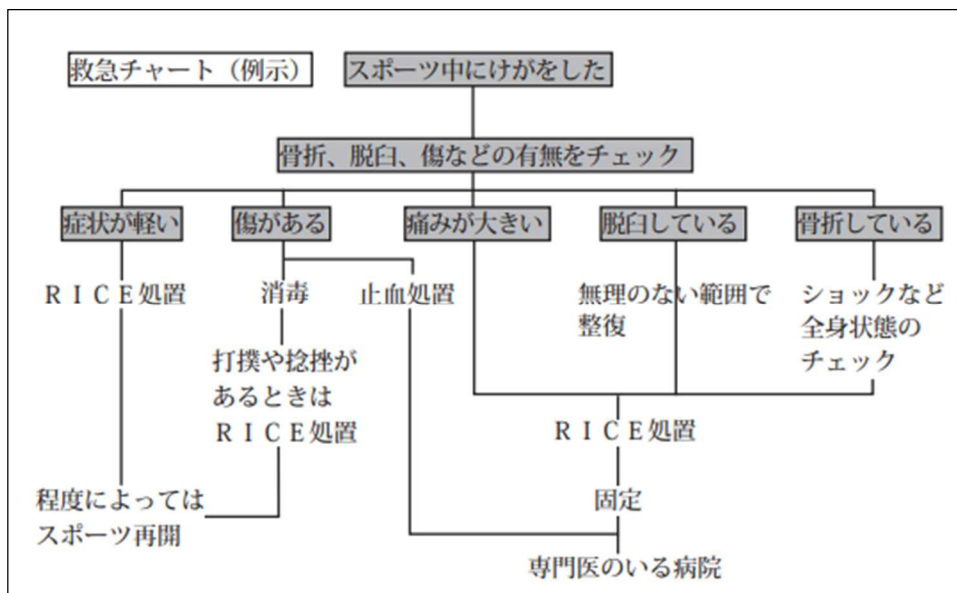 救急チャート（例示）
スポーツ中にけがをした
骨折、脱臼、傷などの有無をチェック
症状が軽い
傷がある
痛みが大きい
脱臼している
骨折している
ＲＩＣＥ処置
消毒
止血処置
無理のない範囲で
整復
ショックなど
全身状態の
チェック
打撲や捻挫が
あるときは
ＲＩＣＥ処置
ＲＩＣＥ処置
程度によっては
スポーツ再開
固定
専門医のいる病院